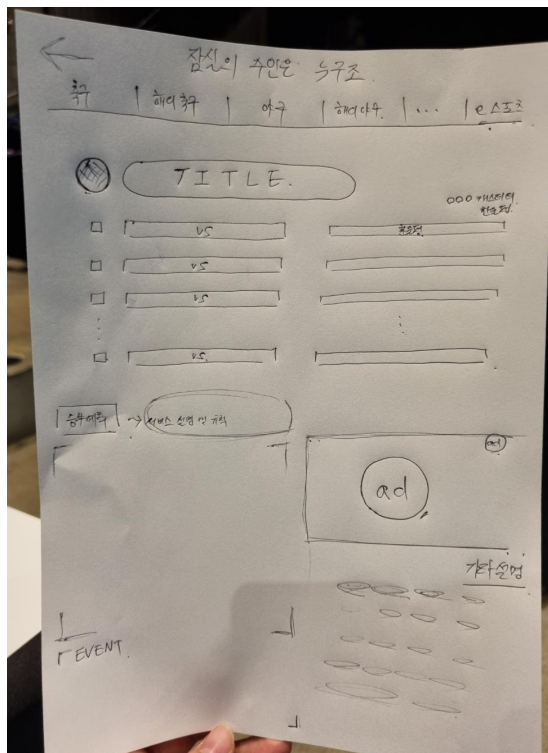 잠실의 주인은 누구조.
축구 | 해외축구 | 야구 | 해외야구 | ... | e스포츠
TITLE.
000 캐스터의
한줄평.
vs
vs
vs
vs.
승부예측 → 서비스 설명 및 규칙
ad
ad
기타설명
EVENT.